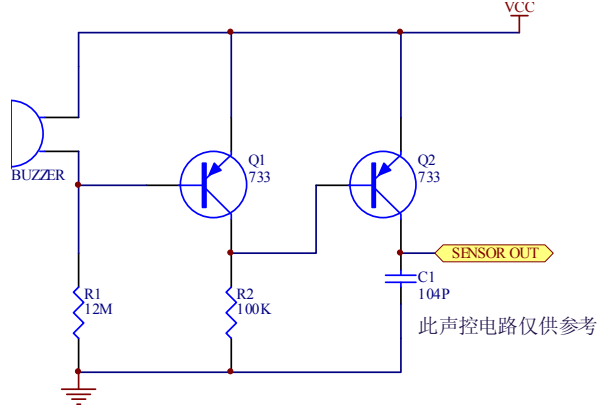 VCC
BUZZER
Q1
733
Q2
733
SENSOR OUT
R1
12M
R2
100K
C1
104P
此声控电路仅供参考